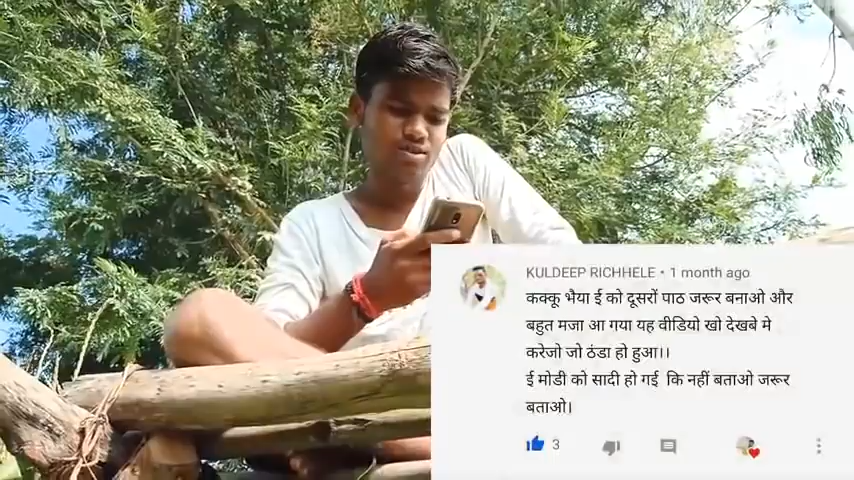 KULDEEP RICHHELE • 1 month ago
कक्कू भैया ई को दूसरों पाठ जरूर बनाओ और
बहुत मजा आ गया यह वीडियो खो देखबे मे
करेजो जो ठंडा हो हुआ।।
ई मोडी को सादी हो गई कि नहीं बताओ जरूर
बताओ।
3